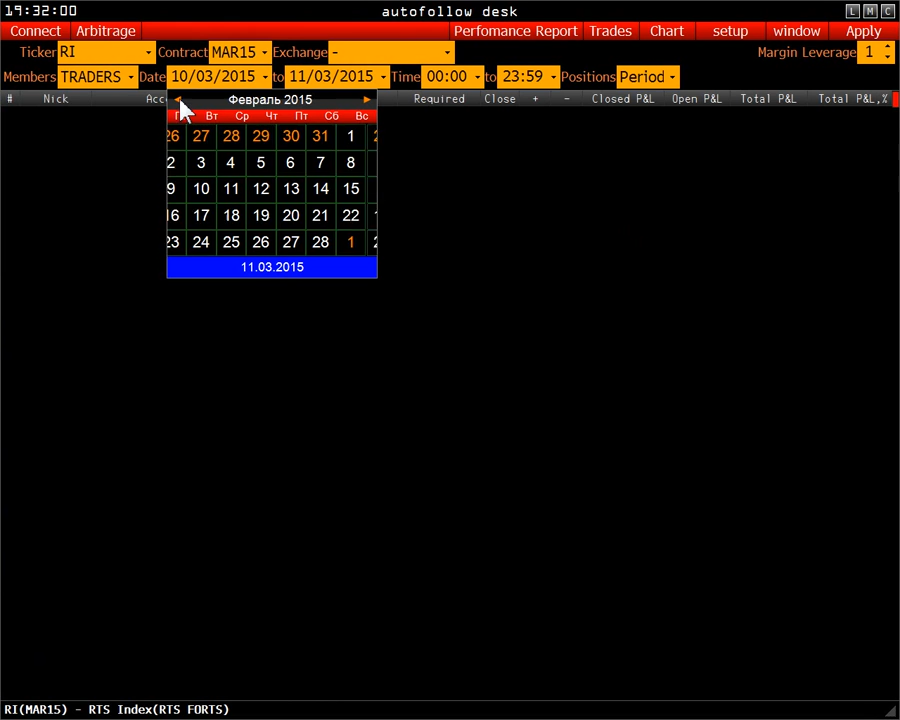 19:32:00 autofollow desk L M C
Connect Arbitrage Perfomance Report Trades Chart setup window Apply
Ticker RI Contract MAR15 Exchange - Margin Leverage 1
Members TRADERS Date 10/03/2015 to 11/03/2015 Time 00:00 to 23:59 Positions Period
# Nick Acc Required Close + - Closed P&L Open P&L Total P&L Total P&L,%
Февраль 2015
Вт Ср Чт Пт Сб Вс
26 27 28 29 30 31 1
2 3 4 5 6 7 8
9 10 11 12 13 14 15
16 17 18 19 20 21 22
23 24 25 26 27 28 1
11.03.2015
RI(MAR15) - RTS Index(RTS FORTS)